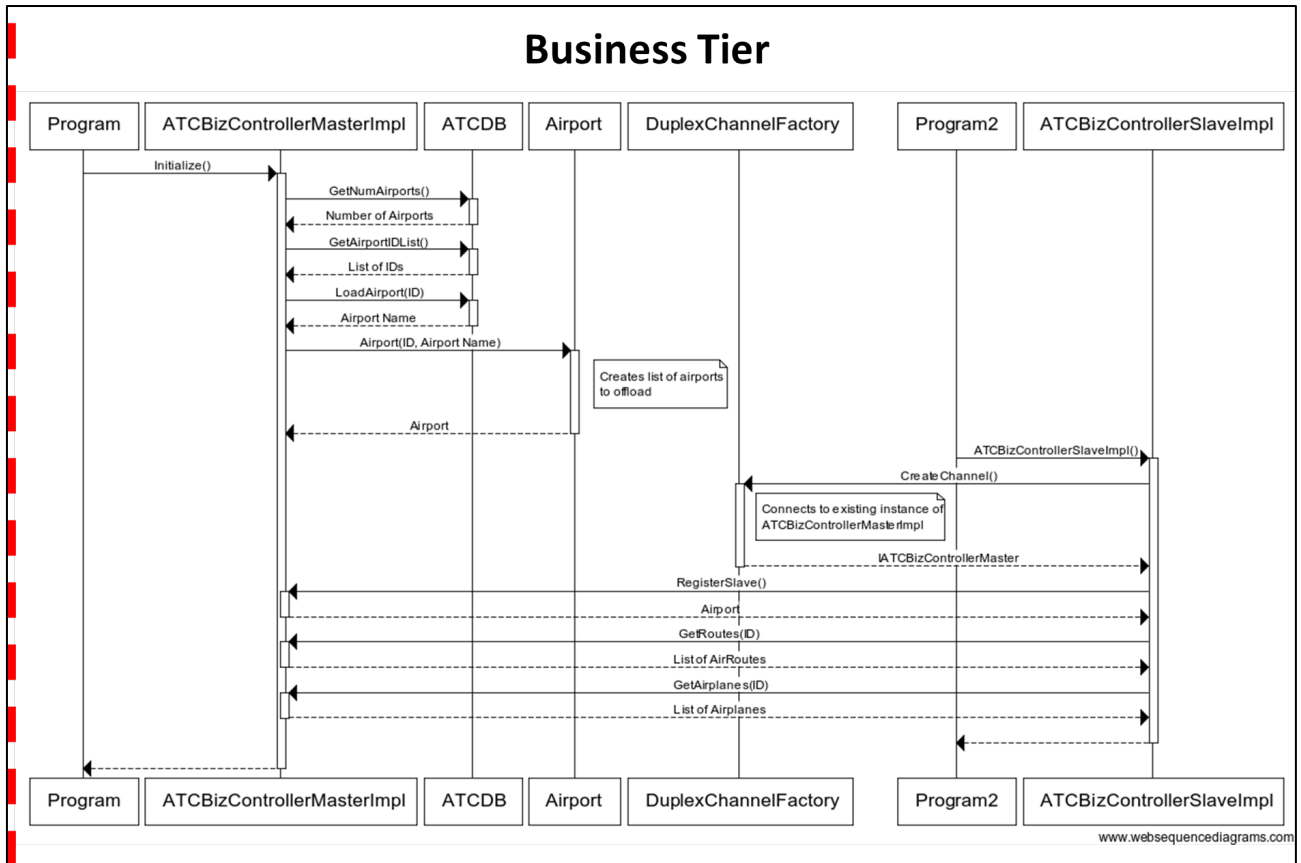 Business Tier
Program ATCBizControllerMasterImpl ATCDB Airport DuplexChannelFactory Program2 ATCBizControllerSlaveImpl
Initialize()
GetNumAirports()
Number of Airports
GetAirportIDList()
List of IDs
LoadAirport(ID)
Airport Name
Airport(ID, Airport Name)
Creates list of airports
to offload
Airport
ATCBizControllerSlaveImpl()
CreateChannel()
Connects to existing instance of
ATCBizControllerMasterImpl
IATCBizControllerMaster
RegisterSlave()
Airport
GetRoutes(ID)
List of AirRoutes
GetAirplanes(ID)
List of Airplanes
Program ATCBizControllerMasterImpl ATCDB Airport DuplexChannelFactory Program2 ATCBizControllerSlaveImpl
www.websequencediagrams.com